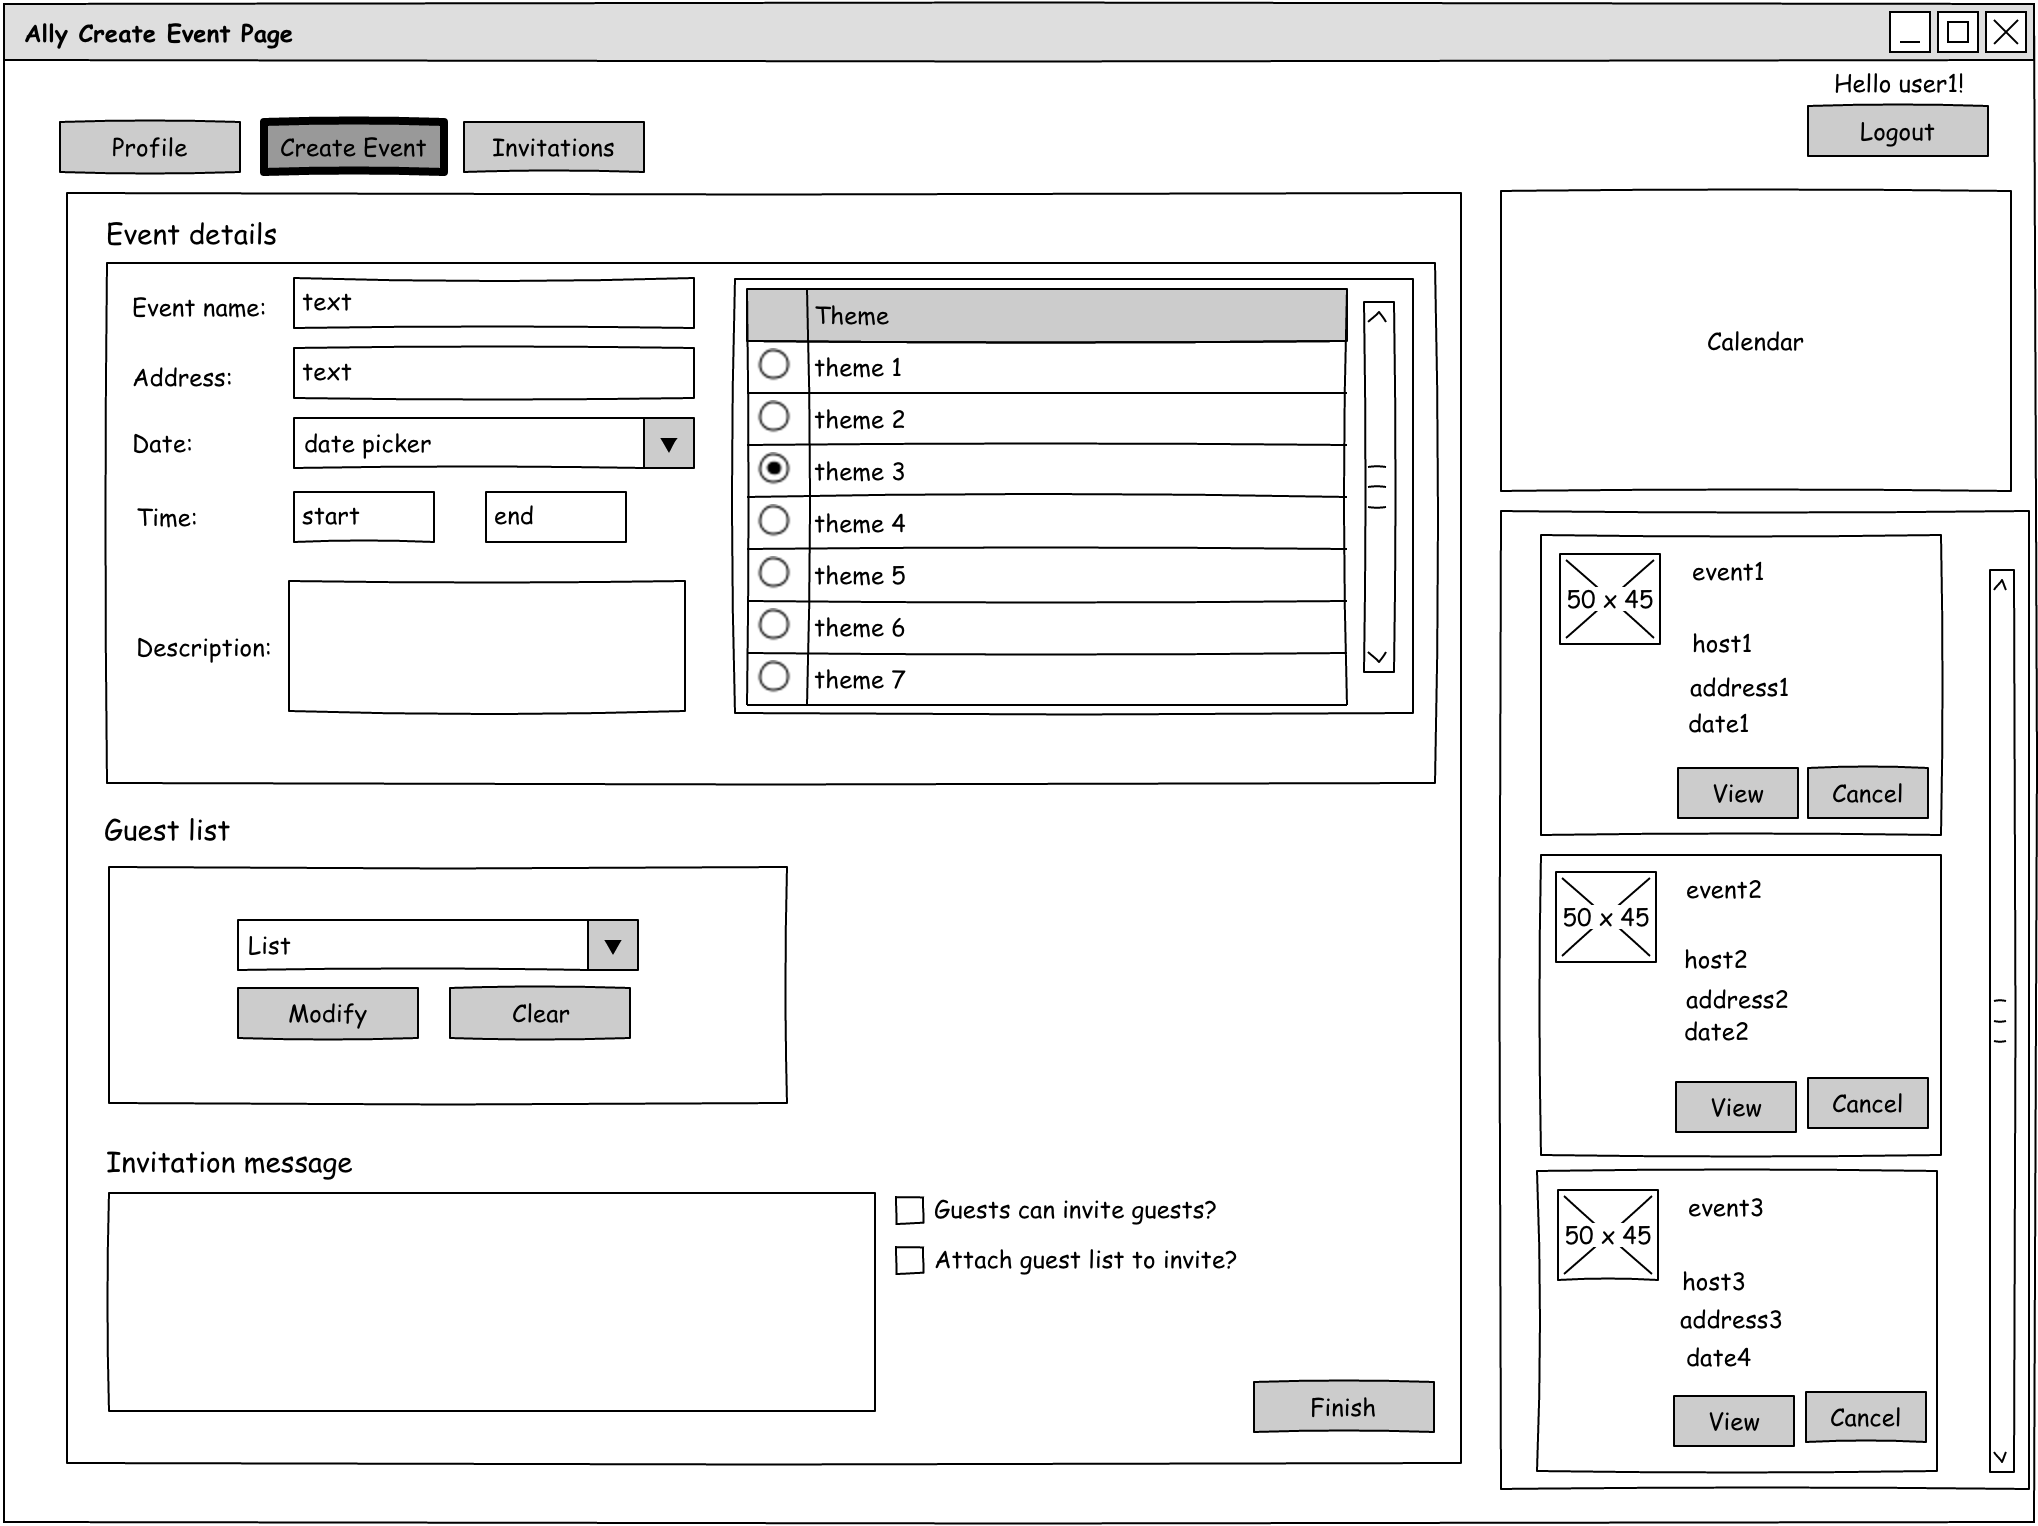 Ally Create Event Page
Hello user1!
Logout
Profile
Create Event
Invitations
Event details
Event name:
text
Address:
text
Date:
date picker
Time:
start
end
Description:
Theme
theme 1
theme 2
theme 3
theme 4
theme 5
theme 6
theme 7
Guest list
List
Modify
Clear
Invitation message
Guests can invite guests?
Attach guest list to invite?
Finish
Calendar
50 x 45
event1
host1
address1
date1
View
Cancel
50 x 45
event2
host2
address2
date2
View
Cancel
50 x 45
event3
host3
address3
date4
View
Cancel